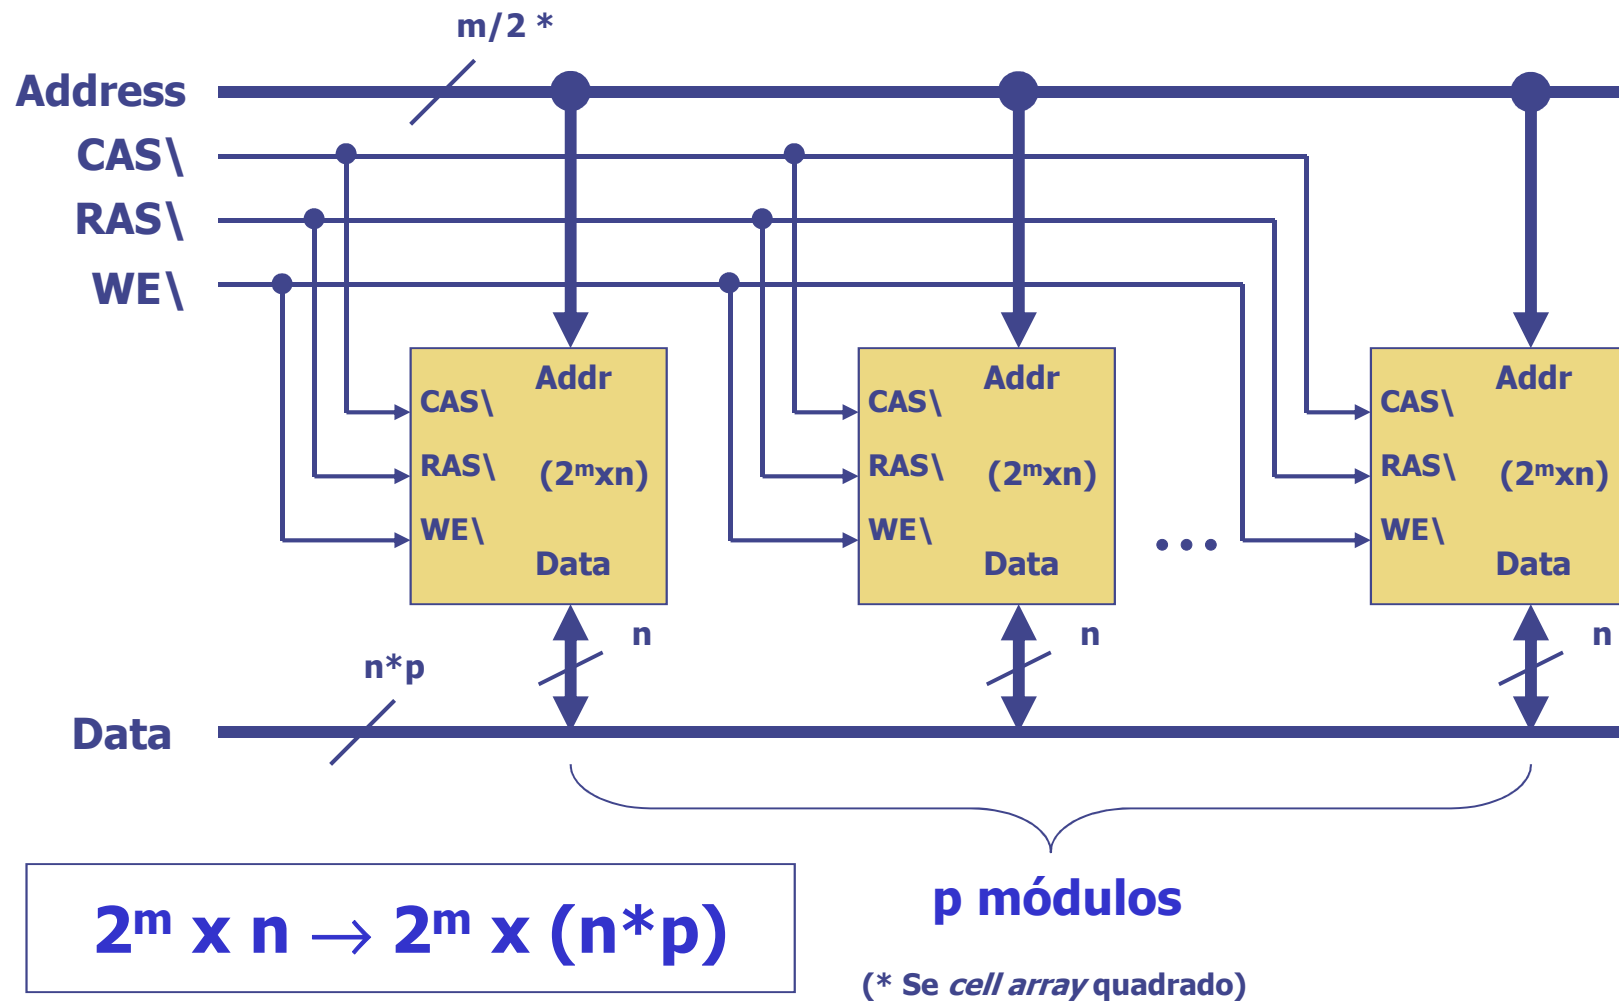 m/2 *
Address
CAS\
RAS\
WE\
Addr
CAS\
RAS\
(2ᵐxn)
WE\
Data
Addr
CAS\
RAS\
(2ᵐxn)
WE\
Data
...
Addr
CAS\
RAS\
(2ᵐxn)
WE\
Data
n
n
n
n*p
Data
2ᵐ x n → 2ᵐ x (n*p)
p módulos
(* Se cell array quadrado)